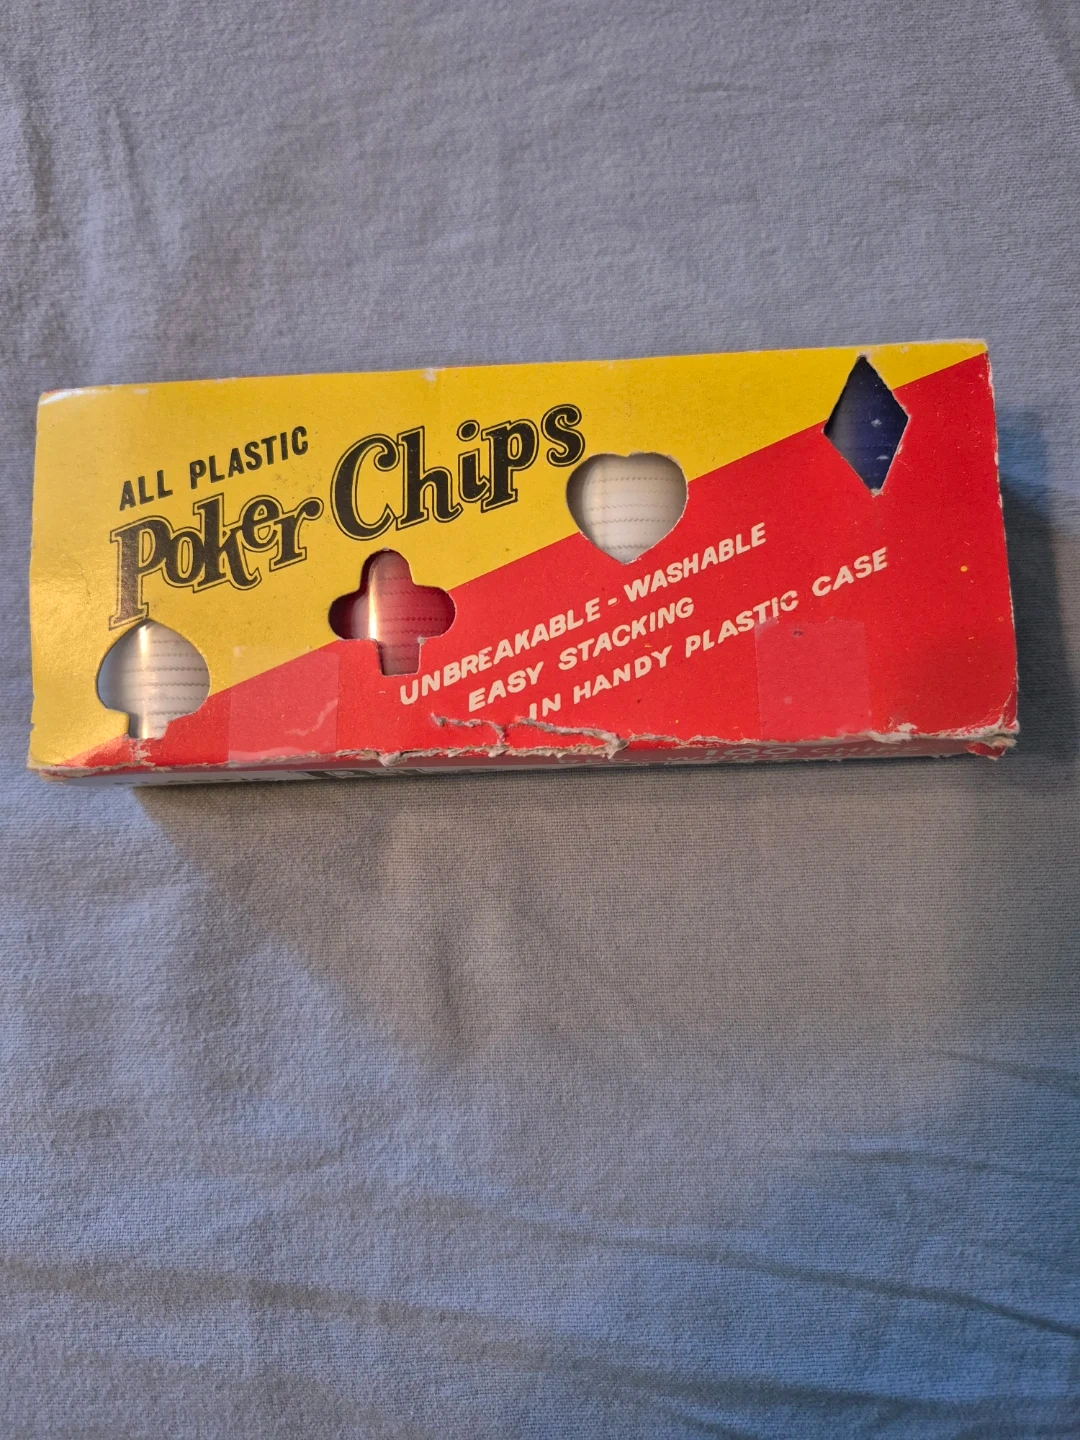 ALL PLASTIC
Poker Chips
UNBREAKABLE - WASHABLE
EASY STACKING
IN HANDY PLASTIC CASE